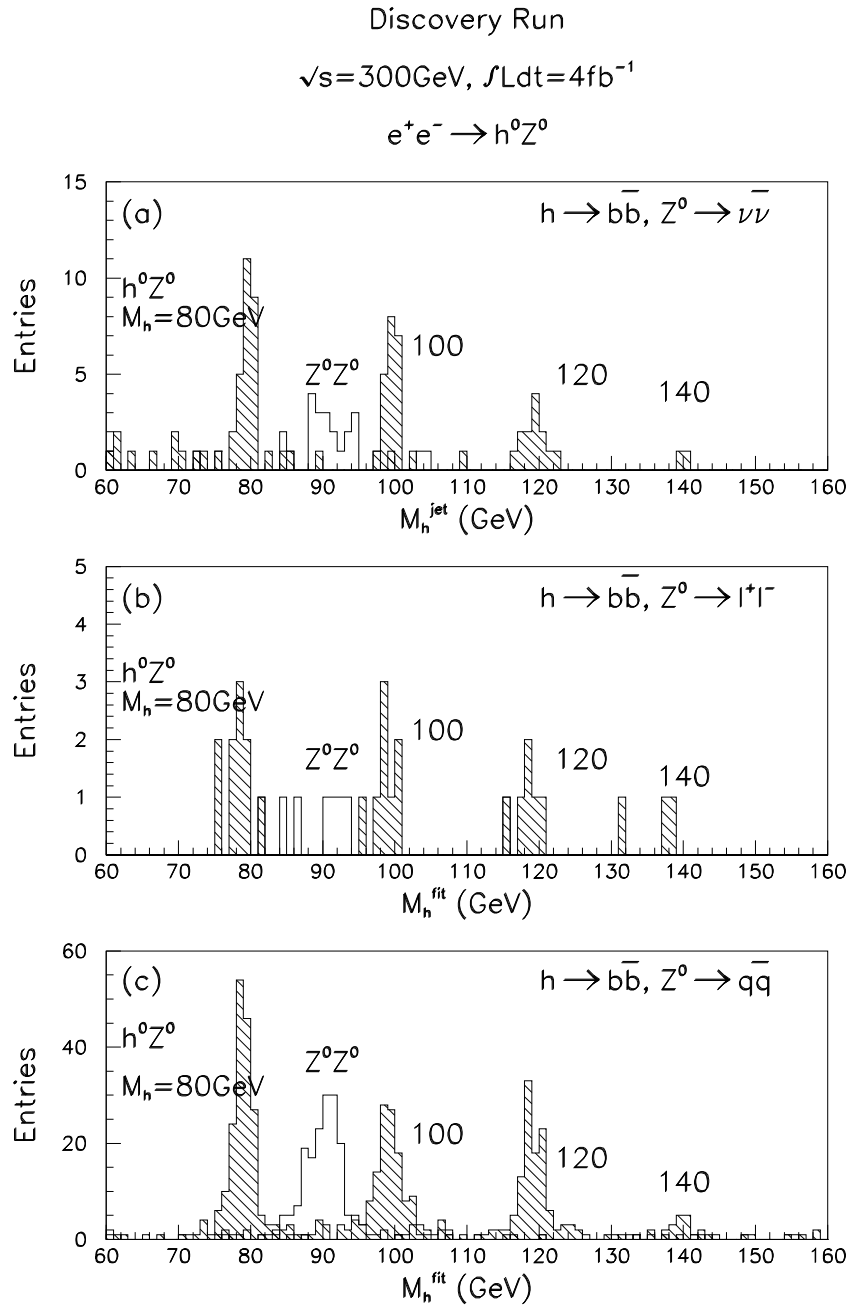 Discovery Run
√s=300GeV, ∫Ldt=4fb⁻¹
e⁺e⁻ → h⁰Z⁰
(a)
h → bb̅, Z⁰ → νν̅
h⁰Z⁰
M_h=80GeV
Z⁰Z⁰
100
120
140
Entries
15
10
5
0
60 70 80 90 100 110 120 130 140 150 160
M_h^jet (GeV)
(b)
h → bb̅, Z⁰ → l⁺l⁻
h⁰Z⁰
M_h=80GeV
Z⁰Z⁰
100
120
140
Entries
5
4
3
2
1
0
60 70 80 90 100 110 120 130 140 150 160
M_h^fit (GeV)
(c)
h → bb̅, Z⁰ → qq̅
h⁰Z⁰
M_h=80GeV
Z⁰Z⁰
100
120
140
Entries
60
40
20
0
60 70 80 90 100 110 120 130 140 150 160
M_h^fit (GeV)